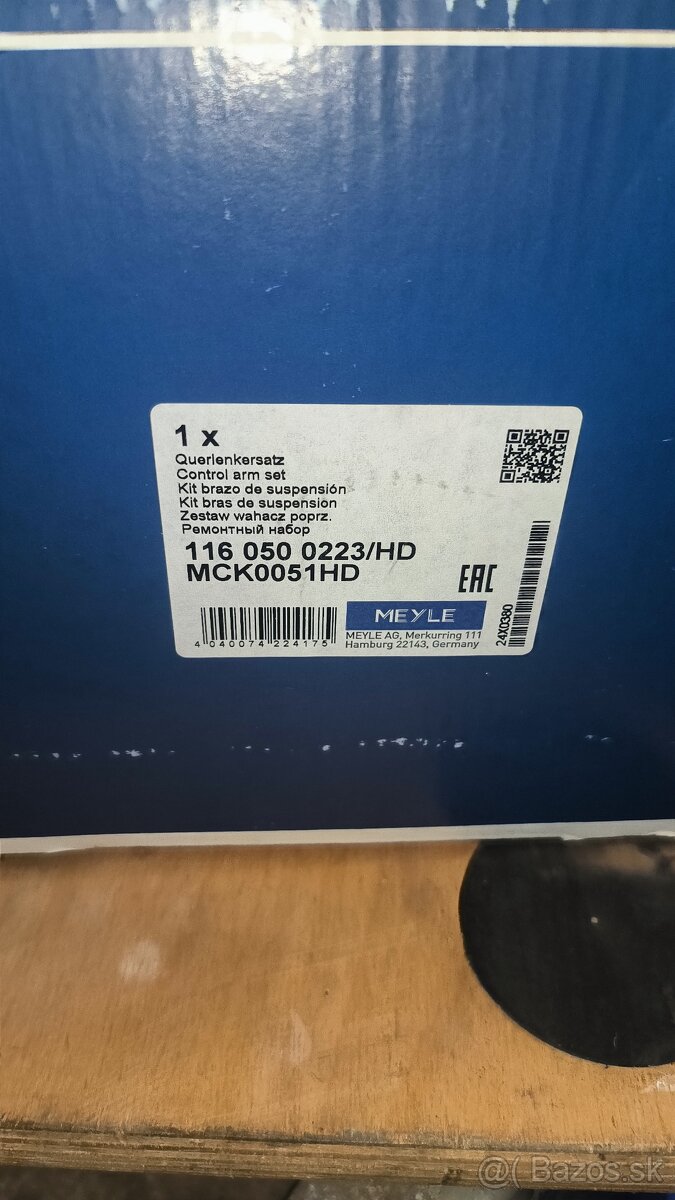 1 x
Querlenkersatz
Control arm set
Kit brazo de suspensión
Kit bras de suspension
Zestaw wahacz poprz.
Ремонтный набор
116 050 0223/HD
MCK0051HD
EAC
MEYLE
MEYLE AG, Merkurring 111
Hamburg 22143, Germany
4 040074 224175
24X0380
@( Bazos.sk